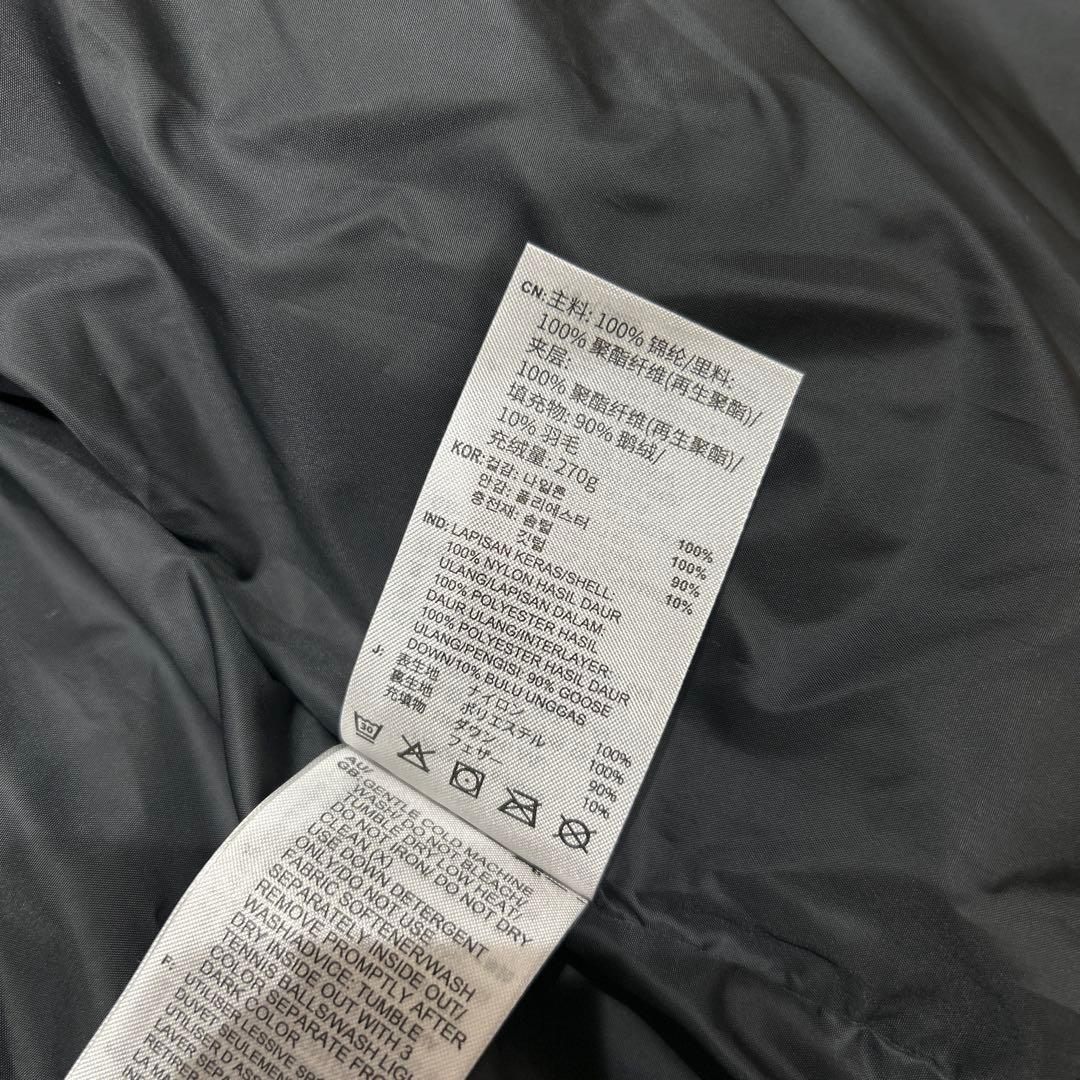 CN: 主料: 100% 锦纶/里料:
100% 聚酯纤维(再生聚酯)/
夹层:
100% 聚酯纤维(再生聚酯)/
填充物: 90% 鹅绒/
10% 羽毛
充绒量: 270g
KOR: 겉감: 나일론 100%
안감: 폴리에스터 100%
충전재: 솜털 90%
깃털 10%
IND: LAPISAN KERAS/SHELL
100% NYLON HASIL DAUR
ULANG/LAPISAN DALAM:
100% POLYESTER HASIL
DAUR ULANG/INTERLAYER:
100% POLYESTER HASIL DAUR
ULANG/PENGISI: 90% GOOSE
DOWN/10% BULU UNGGAS
J: 表生地 ナイロン 100%
裏生地 ポリエステル 100%
充填物 ダウン 90%
フェザー 10%
30
AU/
GB: GENTLE COLD MACHINE
WASH/DO NOT BLEACH/
TUMBLE DRY LOW HEAT/
DO NOT IRON/ DO NOT DRY
CLEAN (X)
USE DOWN DETERGENT
ONLY/DO NOT USE
FABRIC SOFTENER/WASH
SEPARATELY INSIDE OUT/
REMOVE PROMPTLY AFTER
WASH ADVICE: TUMBLE
DRY INSIDE OUT WITH 3
TENNIS BALLS/WASH LIGHT
COLOR SEPARATE FROM
DARK COLOR
F: UTILISER LESSIVE
DUVET SEULEMENT
LAVER
RETIRER
LA